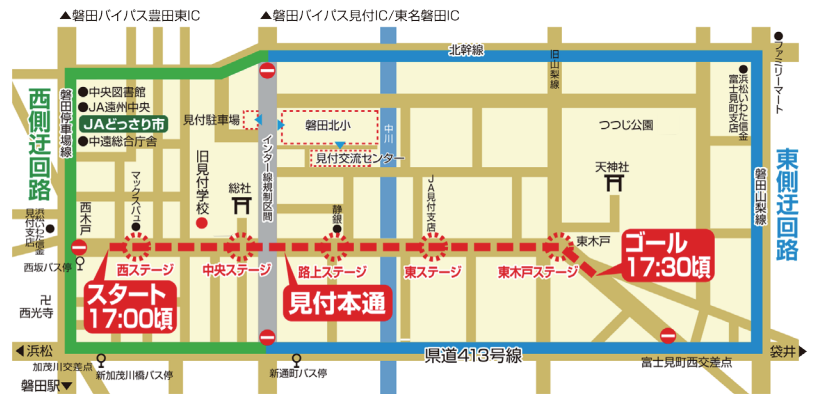 ▲磐田バイパス豊田東IC
▲磐田バイパス見付IC/東名磐田IC
北幹線
旧山梨線
●ファミリーマート
西側迂回路
磐田停車場線
●中央図書館
●JA遠州中央
JAどっさり市
●中遠総合庁舎
見付駐車場
磐田北小
見付交流センター
中川
つつじ公園
浜松いわた信金
富士見町支店
東側迂回路
磐田山梨線
インター線規制区間
旧見付学校
マックスバリュ
総社
静銀
JA見付支店
天神社
西木戸
浜松いわた信金
見付支店
東木戸
ゴール
17:30頃
西坂バス停
西ステージ
中央ステージ
路上ステージ
東ステージ
東木戸ステージ
スタート
17:00頃
見付本通
卍
西光寺
◀浜松
県道413号線
袋井▶
加茂川交差点
新加茂川橋バス停
新通町バス停
富士見町西交差点
磐田駅▼